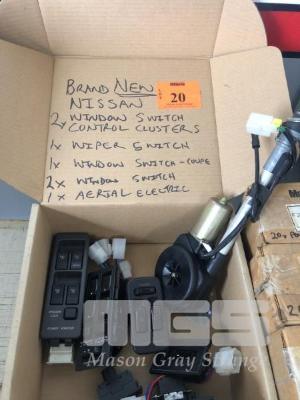 BRAND NEW
NISSAN
20
2x WINDOW SWITCH
CONTROL CLUSTERS
1x WIPER SWITCH
1x WINDOW SWITCH-COUPE
2x WINDOW SWITCH
1x AERIAL ELECTRIC
MGS
Mason Gray Strange